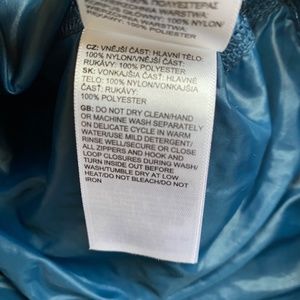 100% ПОЛИЭСТЕР
CZ: VNĚJŠÍ ČÁST: HLAVNÍ TĚLO:
100% NYLON/VNĚJŠÍ ČÁST:
RUKÁVY: 100% POLYESTER
SK: VONKAJŠIA ČASŤ: HLAVNÉ
TELO: 100% NYLON/VONKAJŠIA
ČASŤ: RUKÁVY:
100% POLYESTER
GB: DO NOT DRY CLEAN/HAND
OR MACHINE WASH SEPARATELY
ON DELICATE CYCLE IN WARM
WATER/USE MILD DETERGENT/
RINSE WELL/SECURE OR CLOSE
ALL ZIPPERS AND HOOK AND
LOOP CLOSURES DURING WASH/
TURN INSIDE OUT BEFORE
WASH/TUMBLE DRY AT LOW
HEAT/DO NOT BLEACH/DO NOT
IRON